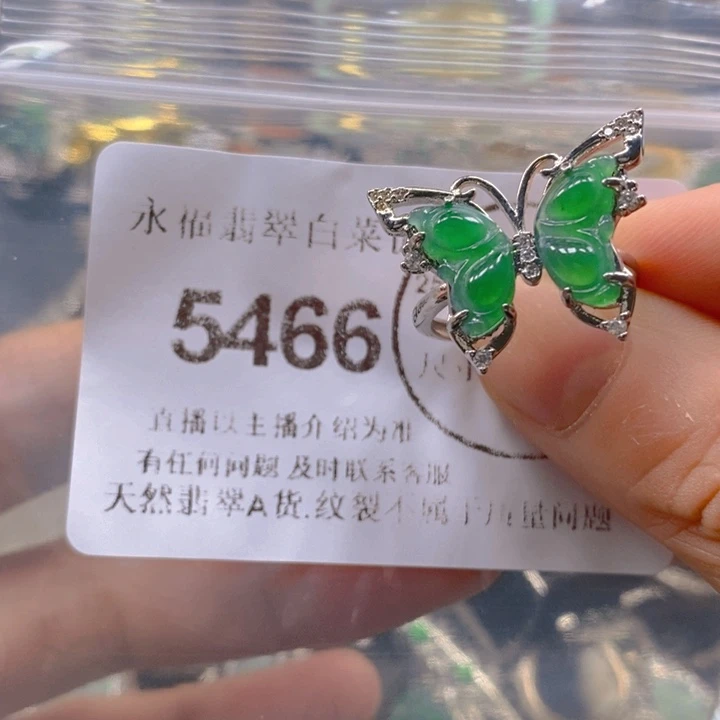 永福翡翠白菜
5466
尺寸
直播以主播介绍为准
有任何问题 及时联系客服
天然翡翠A货.纹裂不属于质量问题